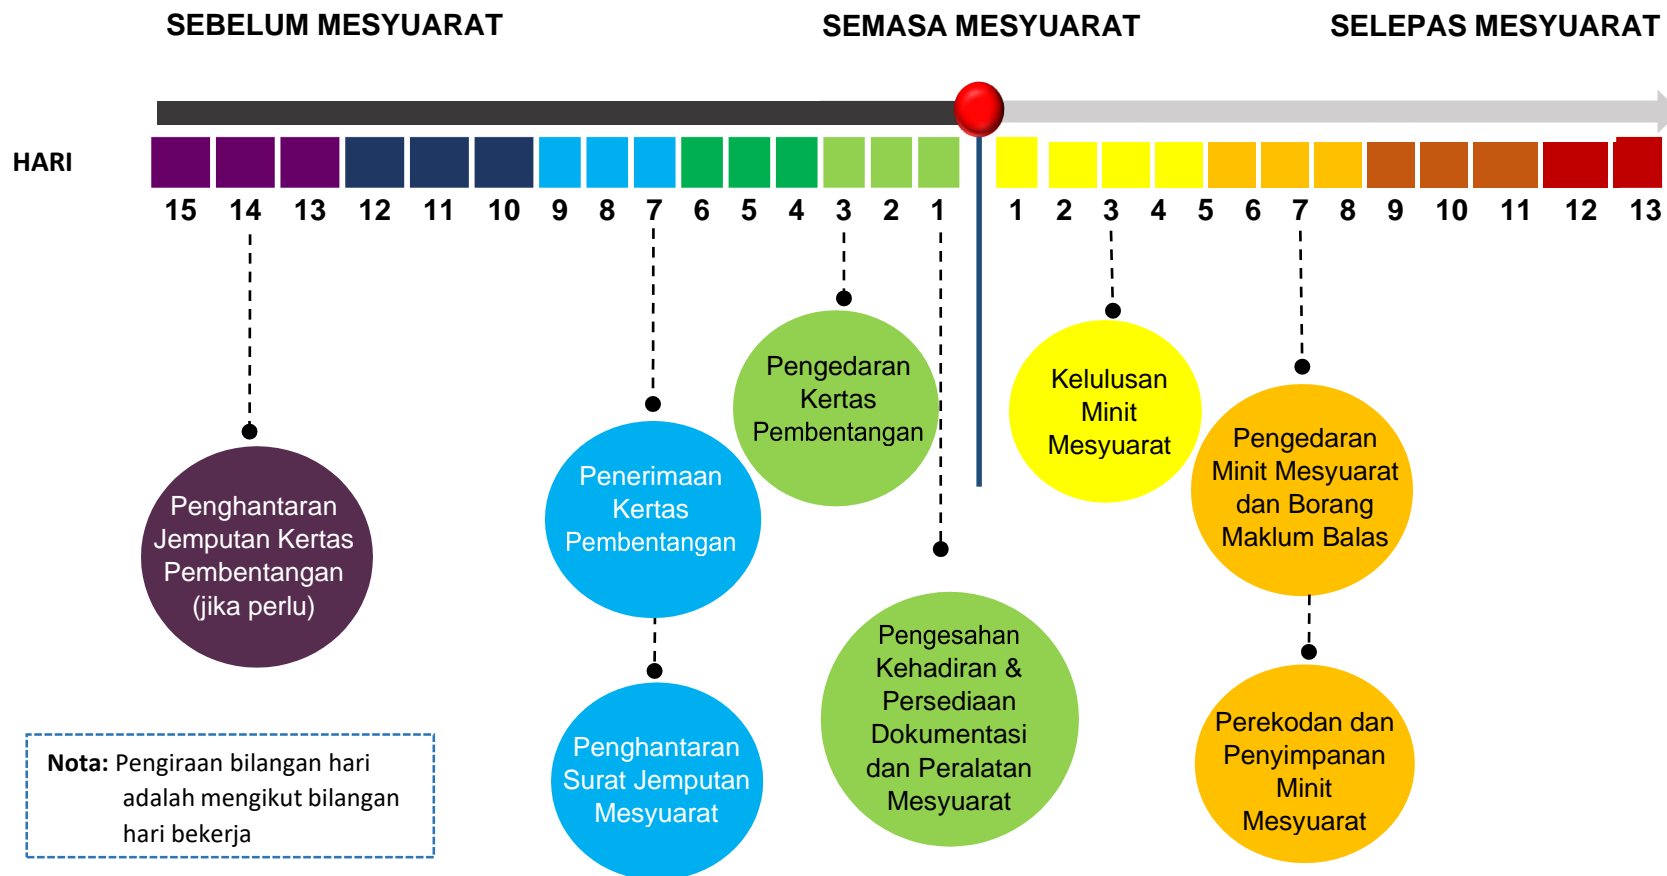 SEBELUM MESYUARAT
SEMASA MESYUARAT
SELEPAS MESYUARAT
HARI
15 14 13 12 11 10 9 8 7 6 5 4 3 2 1 1 2 3 4 5 6 7 8 9 10 11 12 13
Penghantaran
Jemputan Kertas
Pembentangan
(jika perlu)
Penerimaan
Kertas
Pembentangan
Penghantaran
Surat Jemputan
Mesyuarat
Pengedaran
Kertas
Pembentangan
Pengesahan
Kehadiran &
Persediaan
Dokumentasi
dan Peralatan
Mesyuarat
Kelulusan
Minit
Mesyuarat
Pengedaran
Minit Mesyuarat
dan Borang
Maklum Balas
Perekodan dan
Penyimpanan
Minit
Mesyuarat
Nota: Pengiraan bilangan hari
adalah mengikut bilangan
hari bekerja